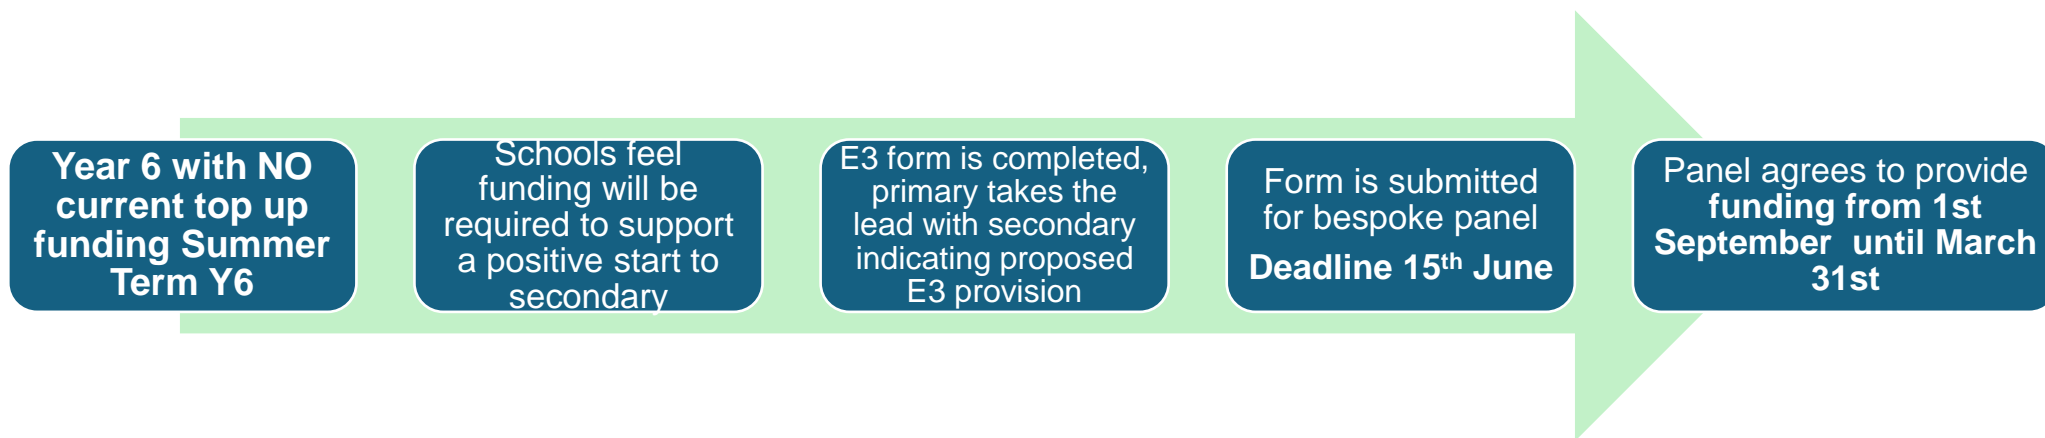 Year 6 with NO
current top up
funding Summer
Term Y6
Schools feel
funding will be
required to support
a positive start to
secondary
E3 form is completed,
primary takes the
lead with secondary
indicating proposed
E3 provision
Form is submitted
for bespoke panel
Deadline 15th June
Panel agrees to provide
funding from 1st
September until March
31st